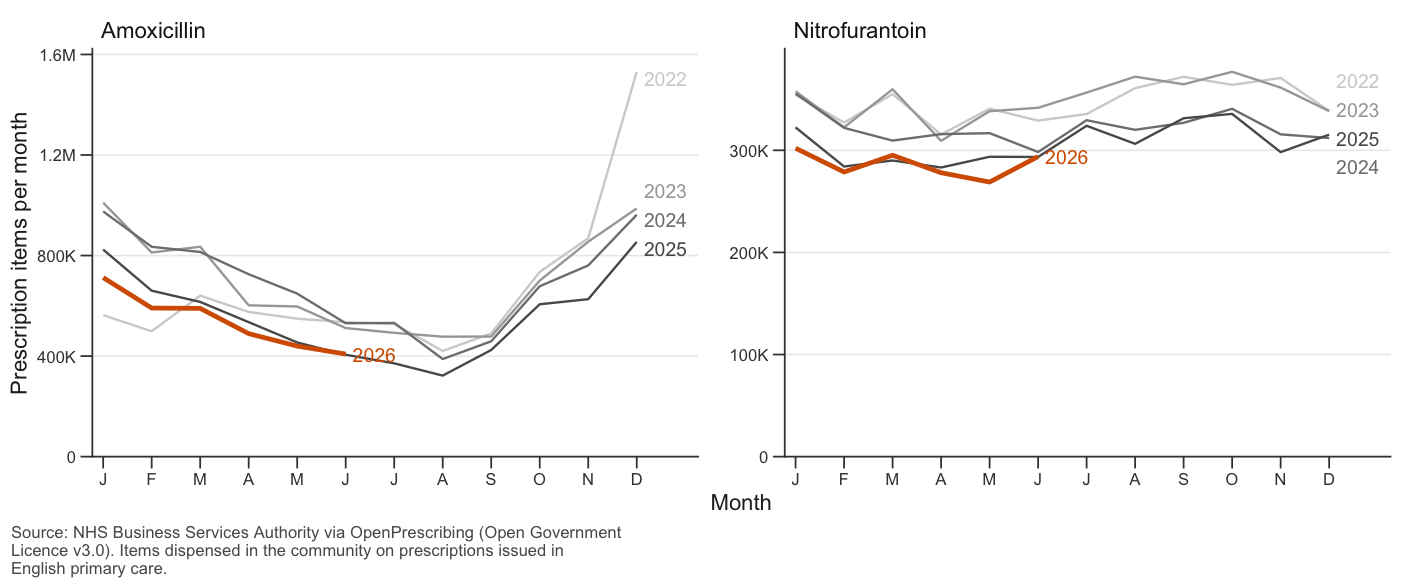 Amoxicillin
Prescription items per month
1.6M
1.2M
800K
400K
0
2022
2023
2024
2025
2026
J F M A M J J A S O N D
Nitrofurantoin
300K
200K
100K
0
2022
2023
2025
2024
2026
J F M A M J J A S O N D
Month
Source: NHS Business Services Authority via OpenPrescribing (Open Government
Licence v3.0). Items dispensed in the community on prescriptions issued in
English primary care.